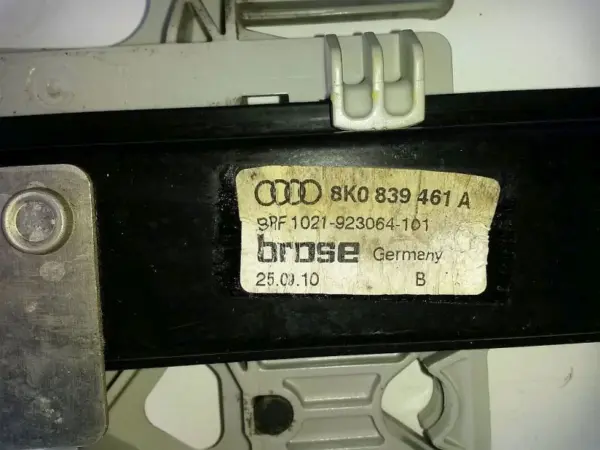 8K0 839 461 A
BRF 1021-923064-101
brose Germany
25.09.10 B